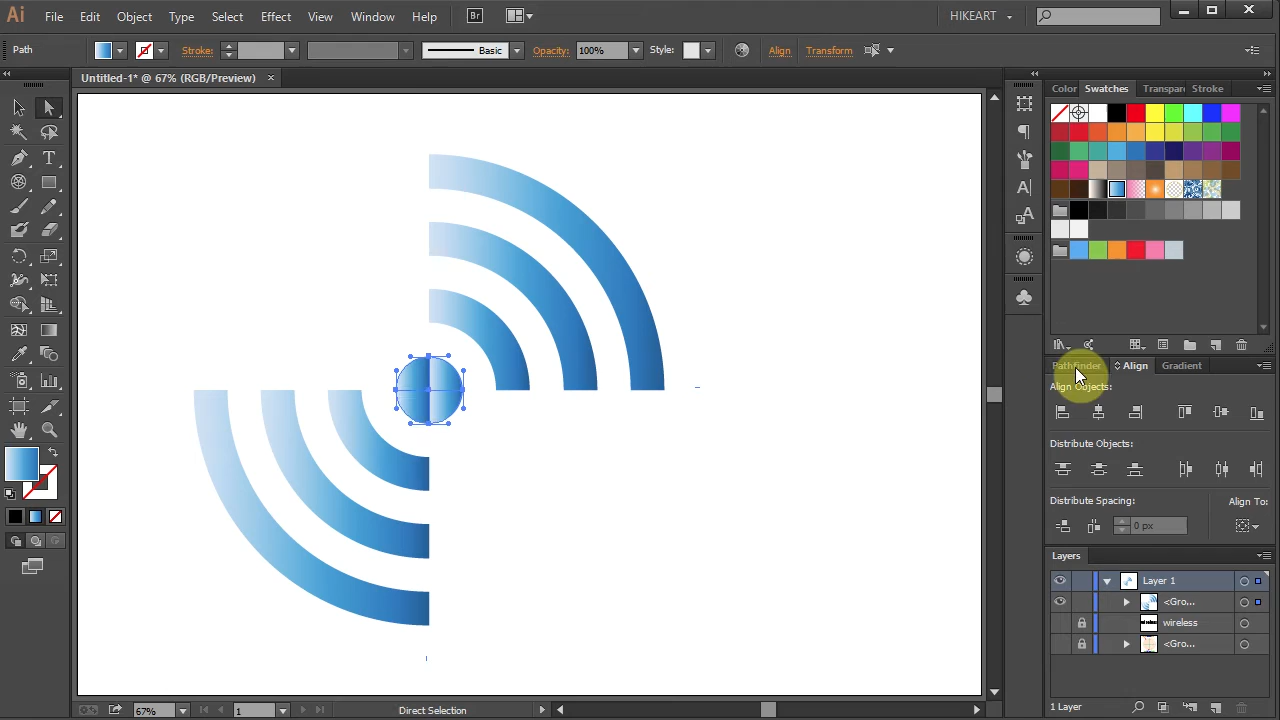 Ai File Edit Object Type Select Effect View Window Help Br HIKEART
Path Stroke: Basic Opacity: 100% Style: Align Transform
Untitled-1* @ 67% (RGB/Preview) ×
Color Swatches Transpare Stroke
Pathfinder Align Gradient
Align Objects:
Distribute Objects:
Distribute Spacing: Align To:
0 px
Layers
Layer 1
<Gro...
wireless
<Gro...
67% 1 Direct Selection 1 Layer